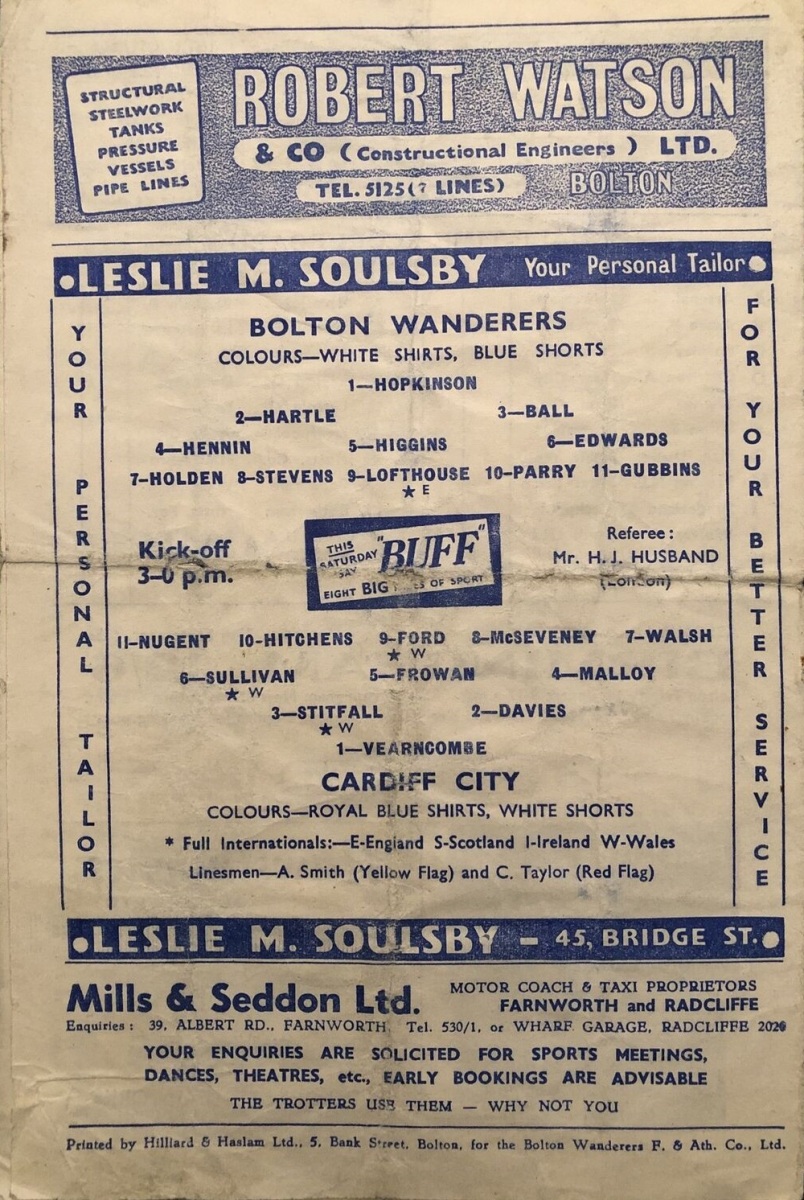 STRUCTURAL
STEELWORK
TANKS
PRESSURE
VESSELS
PIPE LINES
ROBERT WATSON
& CO (Constructional Engineers) LTD.
TEL. 5125 (7 LINES) BOLTON
•LESLIE M. SOULSBY Your Personal Tailor•
YOUR PERSONAL TAILOR
FOR YOUR BETTER SERVICE
BOLTON WANDERERS
COLOURS—WHITE SHIRTS, BLUE SHORTS
1—HOPKINSON
2—HARTLE 3—BALL
4—HENNIN 5—HIGGINS 6—EDWARDS
7-HOLDEN 8-STEVENS 9-LOFTHOUSE 10-PARRY 11-GUBBINS
★ E
Kick-off
3-0 p.m.
THIS
SATURDAY
SAY
"BUFF"
EIGHT BIG OF SPORT
Referee:
Mr. H. J. HUSBAND
(London)
11-NUGENT 10-HITCHENS 9-FORD 8-McSEVENEY 7-WALSH
★ W
6—SULLIVAN 5—FROWAN 4—MALLOY
★ W
3—STITFALL 2—DAVIES
★ W
1—VEARNCOMBE
CARDIFF CITY
COLOURS—ROYAL BLUE SHIRTS, WHITE SHORTS
* Full Internationals:—E-England S-Scotland I-Ireland W-Wales
Linesmen—A. Smith (Yellow Flag) and C. Taylor (Red Flag)
•LESLIE M. SOULSBY – 45, BRIDGE ST.•
Mills & Seddon Ltd.
MOTOR COACH & TAXI PROPRIETORS
FARNWORTH and RADCLIFFE
Enquiries: 39, ALBERT RD., FARNWORTH, Tel. 530/1, or WHARF GARAGE, RADCLIFFE 2020
YOUR ENQUIRIES ARE SOLICITED FOR SPORTS MEETINGS,
DANCES, THEATRES, etc., EARLY BOOKINGS ARE ADVISABLE
THE TROTTERS USE THEM — WHY NOT YOU
Printed by Hilliard & Haslam Ltd., 5, Bank Street, Bolton, for the Bolton Wanderers F. & Ath. Co., Ltd.